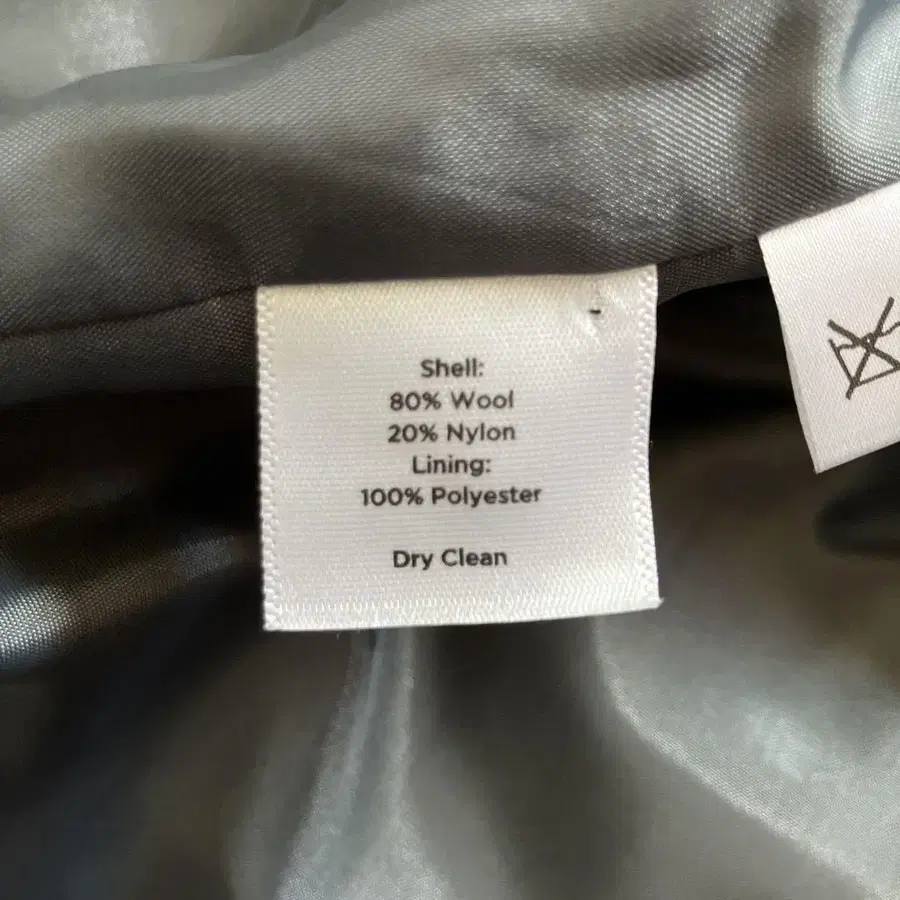 Shell:
80% Wool
20% Nylon
Lining:
100% Polyester
Dry Clean